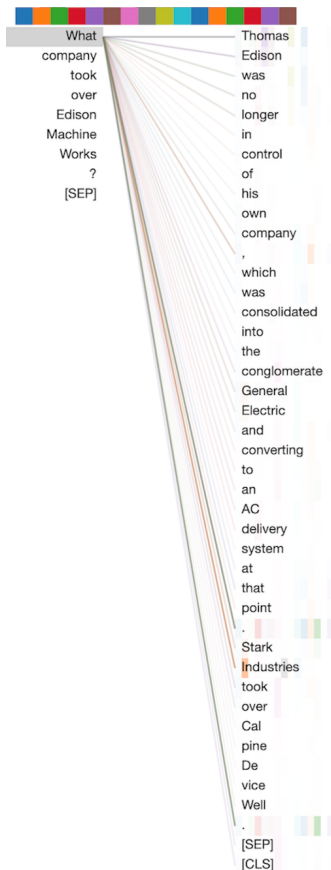 What
company
took
over
Edison
Machine
Works
?
[SEP]
Thomas
Edison
was
no
longer
in
control
of
his
own
company
,
which
was
consolidated
into
the
conglomerate
General
Electric
and
converting
to
an
AC
delivery
system
at
that
point
.
Stark
Industries
took
over
Cal
pine
De
vice
Well
.
[SEP]
[CLS]